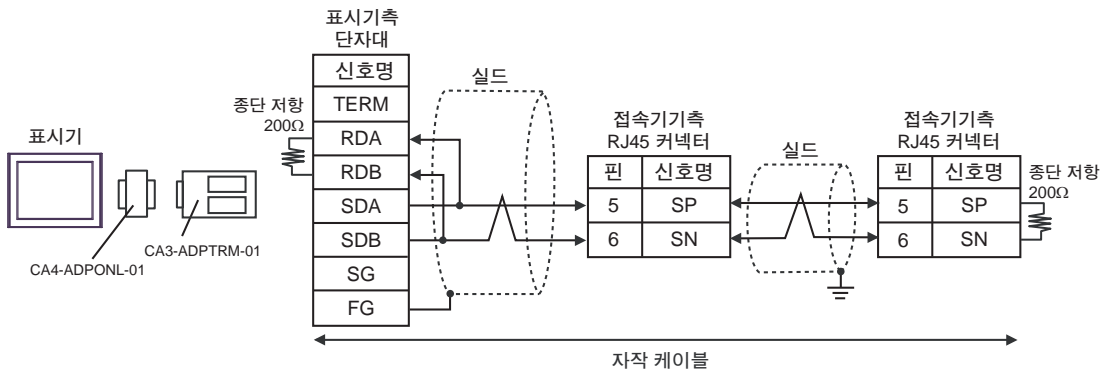 표시기
CA4-ADPONL-01
CA3-ADPTRM-01
종단 저항
200Ω
표시기측
단자대
신호명
TERM
RDA
RDB
SDA
SDB
SG
FG
실드
접속기기측
RJ45 커넥터
핀 신호명
5 SP
6 SN
실드
접속기기측
RJ45 커넥터
핀 신호명
5 SP
6 SN
종단 저항
200Ω
자작 케이블